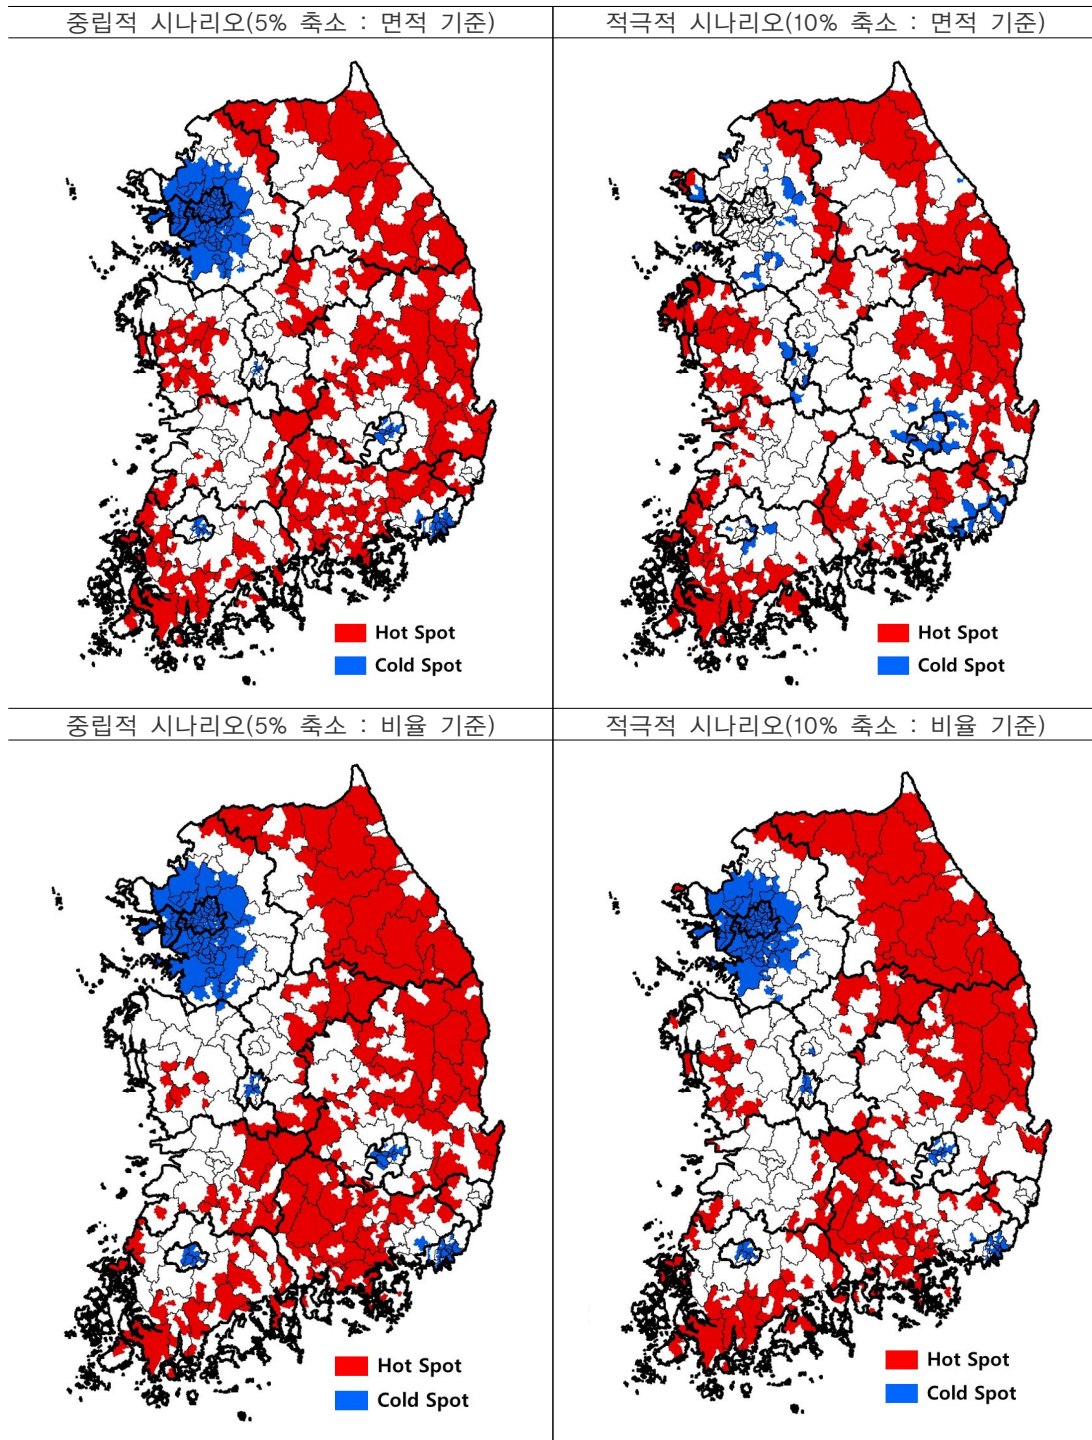 중립적 시나리오(5% 축소 : 면적 기준)
적극적 시나리오(10% 축소 : 면적 기준)
Hot Spot
Cold Spot
Hot Spot
Cold Spot
중립적 시나리오(5% 축소 : 비율 기준)
적극적 시나리오(10% 축소 : 비율 기준)
Hot Spot
Cold Spot
Hot Spot
Cold Spot